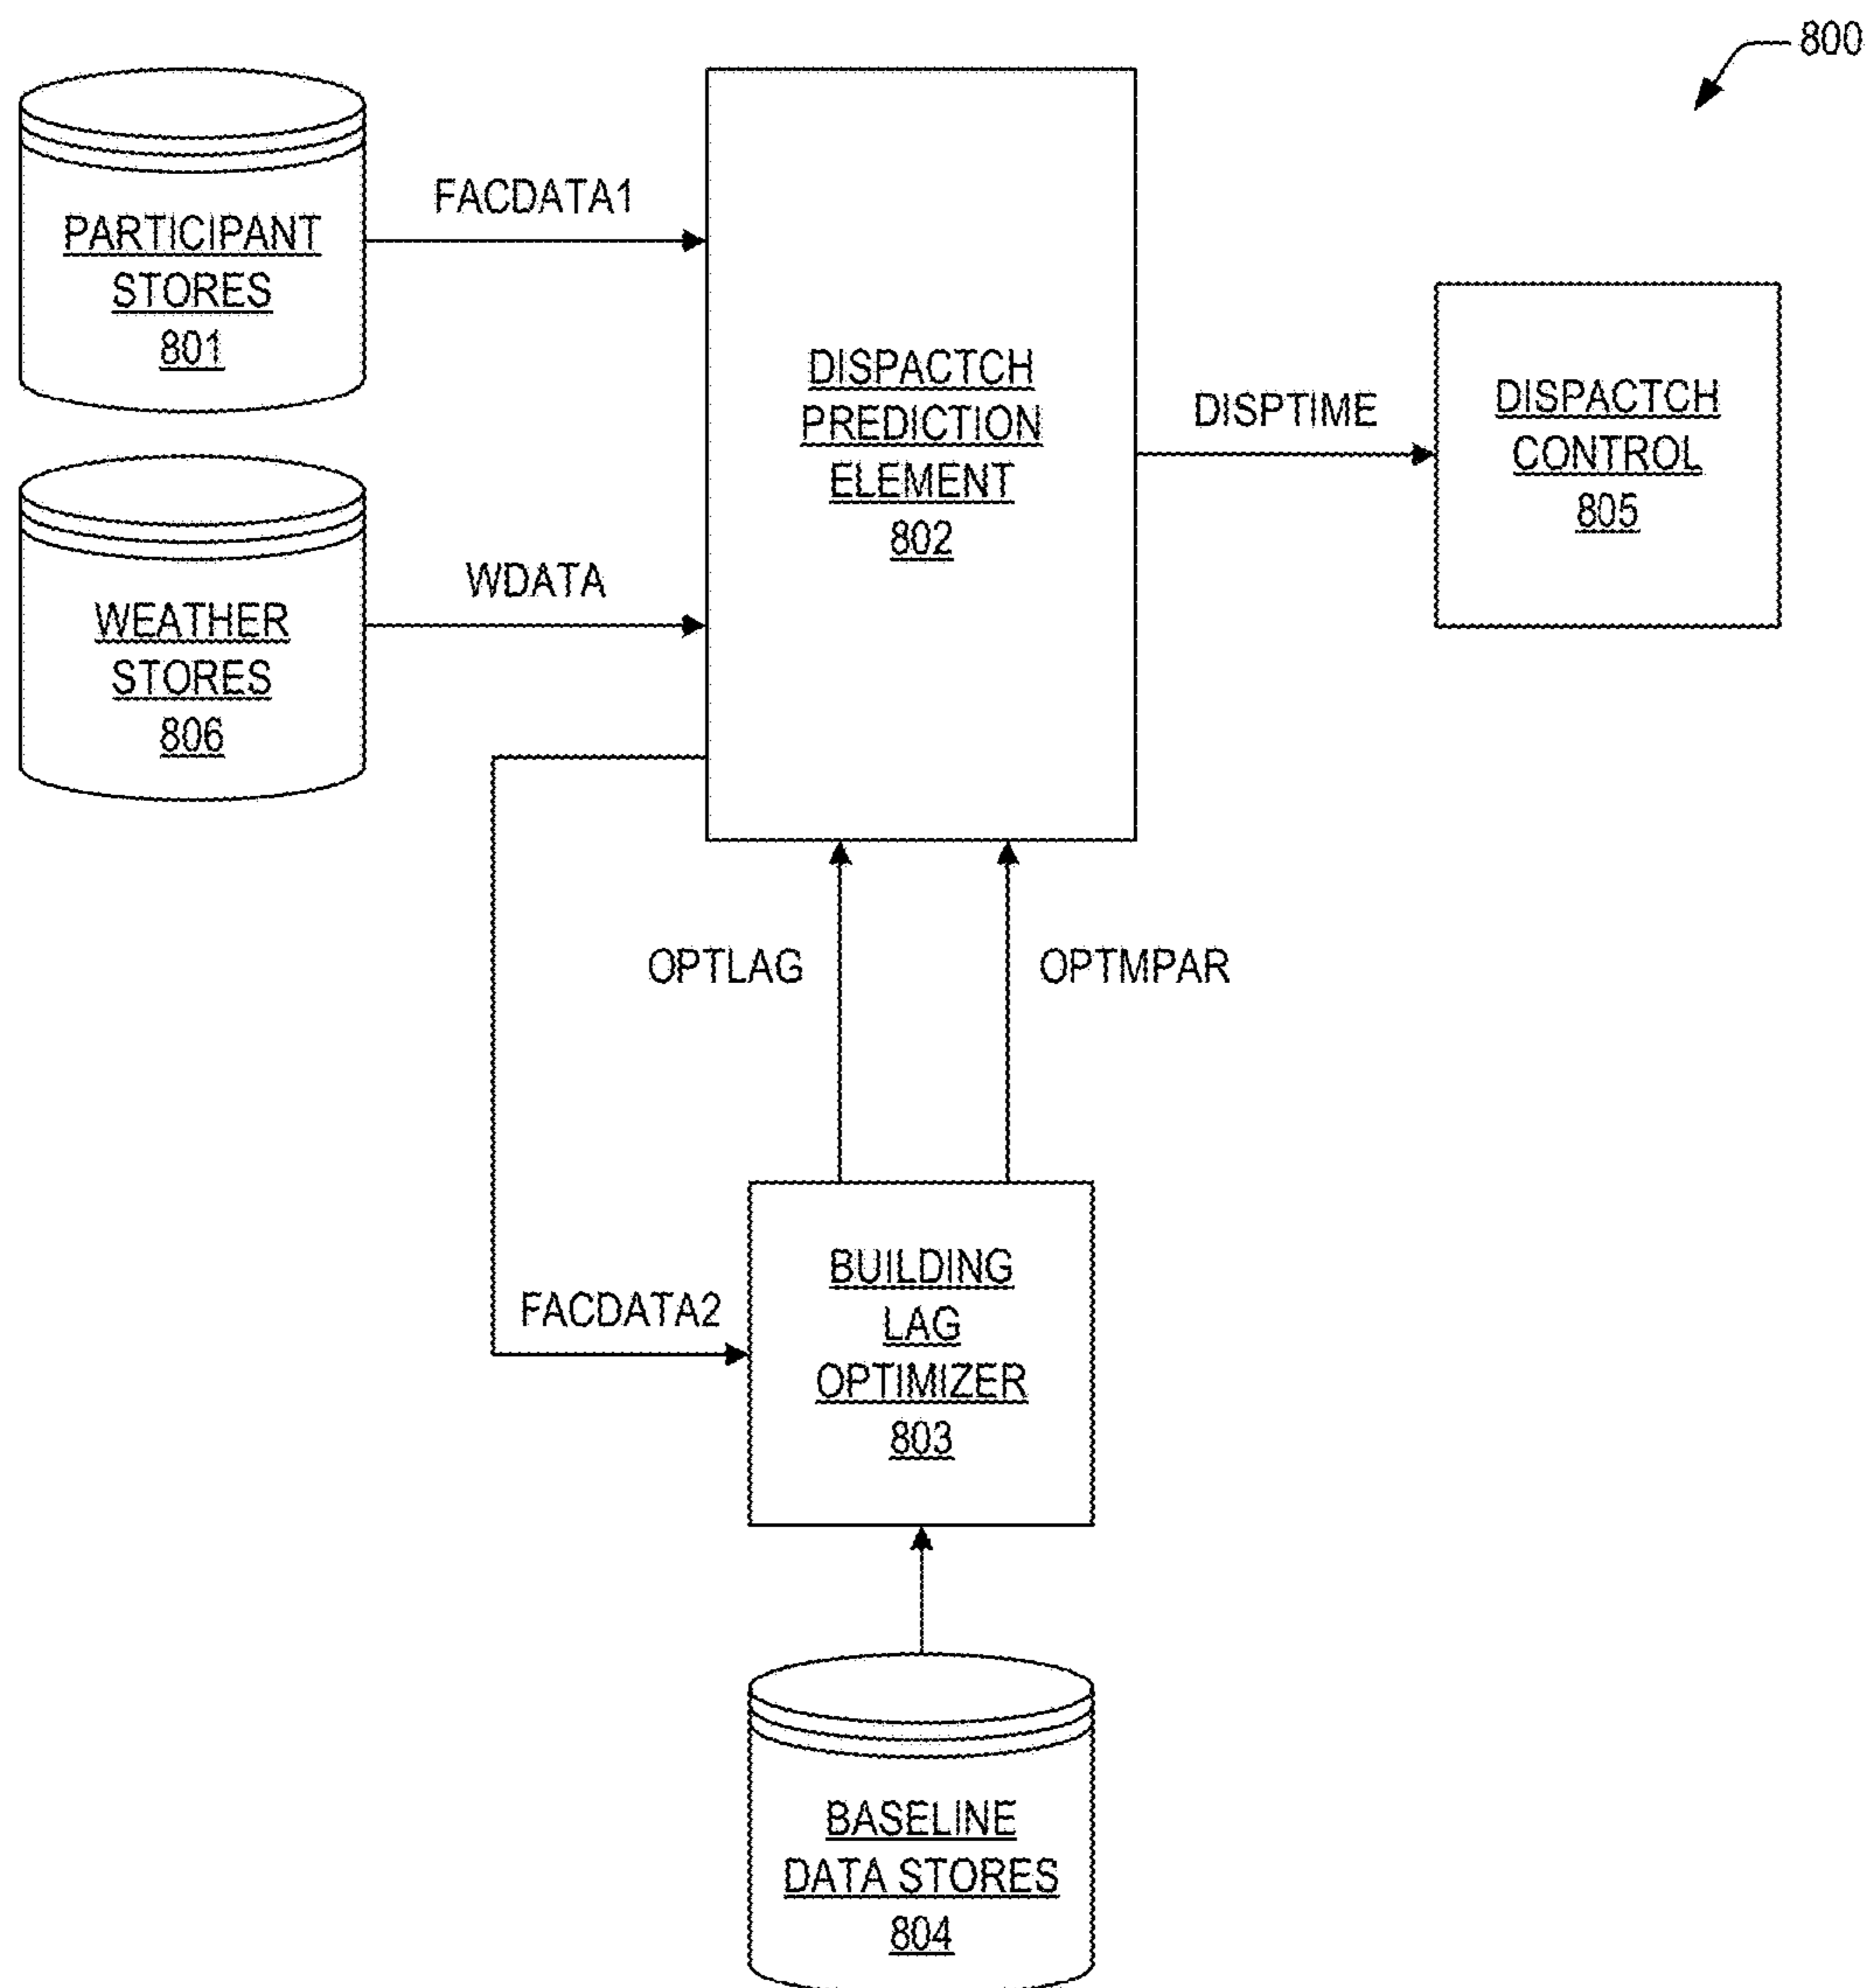 800
PARTICIPANT
STORES
801
FACDATA1
DISPACTCH
PREDICTION
ELEMENT
802
DISPTIME
DISPACTCH
CONTROL
805
WEATHER
STORES
806
WDATA
OPTLAG
OPTMPAR
FACDATA2
BUILDING
LAG
OPTIMIZER
803
BASELINE
DATA STORES
804